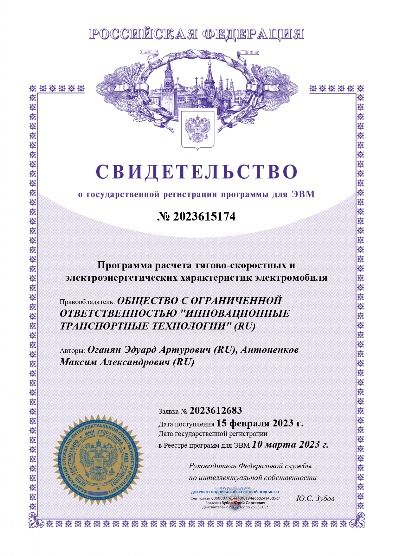 РОССИЙСКАЯ ФЕДЕРАЦИЯ
СВИДЕТЕЛЬСТВО
о государственной регистрации программы для ЭВМ
№ 2023615174
Программа расчета тягово-скоростных и
электроэнергетических характеристик электромобиля
Правообладатель: ОБЩЕСТВО С ОГРАНИЧЕННОЙ
ОТВЕТСТВЕННОСТЬЮ "ИННОВАЦИОННЫЕ
ТРАНСПОРТНЫЕ ТЕХНОЛОГИИ" (RU)
Авторы: Оганян Эдуард Артурович (RU), Антоненков
Максим Александрович (RU)
Заявка № 2023612683
Дата поступления 15 февраля 2023 г.
Дата государственной регистрации
в Реестре программ для ЭВМ 10 марта 2023 г.
Руководитель Федеральной службы
по интеллектуальной собственности
Ю.С. Зубов